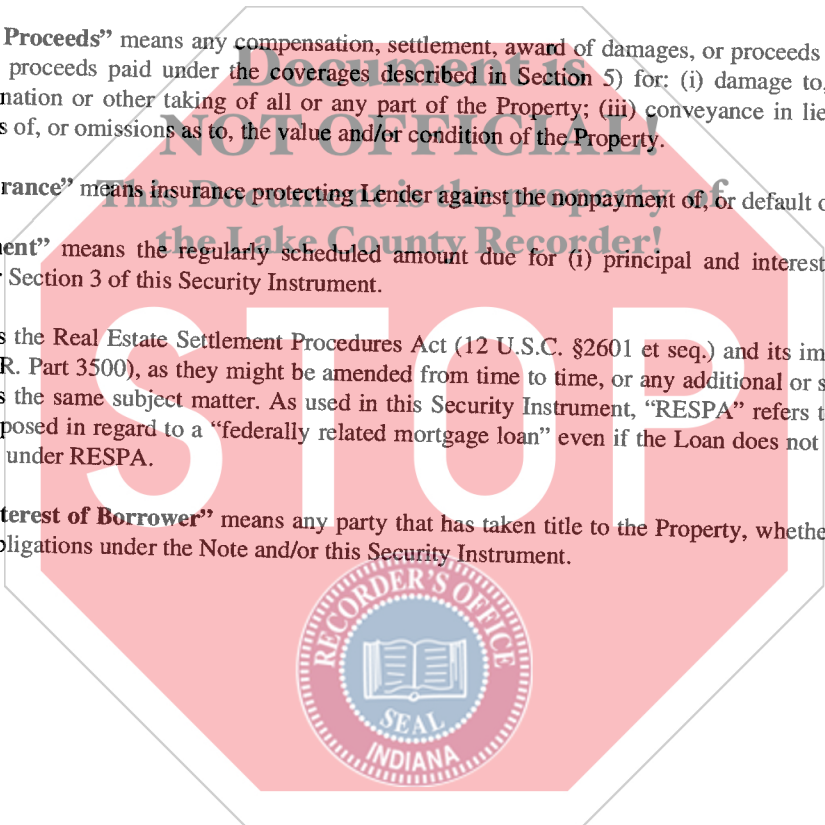 Proceeds” means any compensation, settlement, award of damages, or proceeds
proceeds paid under the coverages described in Section 5) for: (i) damage to,
nation or other taking of all or any part of the Property; (iii) conveyance in lie
s of, or omissions as to, the value and/or condition of the Property.
rance” means insurance protecting Lender against the nonpayment of, or default o
ent” means the regularly scheduled amount due for (i) principal and interest
Section 3 of this Security Instrument.
s the Real Estate Settlement Procedures Act (12 U.S.C. §2601 et seq.) and its im
R. Part 3500), as they might be amended from time to time, or any additional or s
s the same subject matter. As used in this Security Instrument, “RESPA” refers t
posed in regard to a “federally related mortgage loan” even if the Loan does not
under RESPA.
terest of Borrower” means any party that has taken title to the Property, whethe
bligations under the Note and/or this Security Instrument.
Document is
NOT OFFICIAL!
This Document is the property of
the Lake County Recorder!
STOP
RECORDER'S OFFICE
SEAL
INDIANA